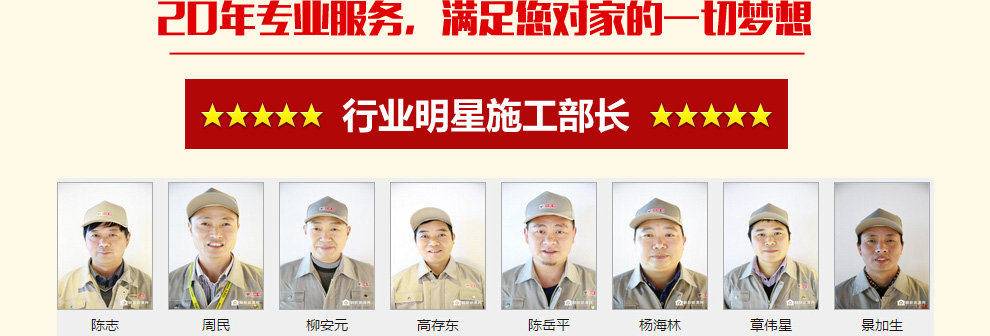 20年专业服务，满足您对家的一切梦想
行业明星施工部长
陈志 周民 柳安元 高存东 陈岳平 杨海林 章伟星 景加生